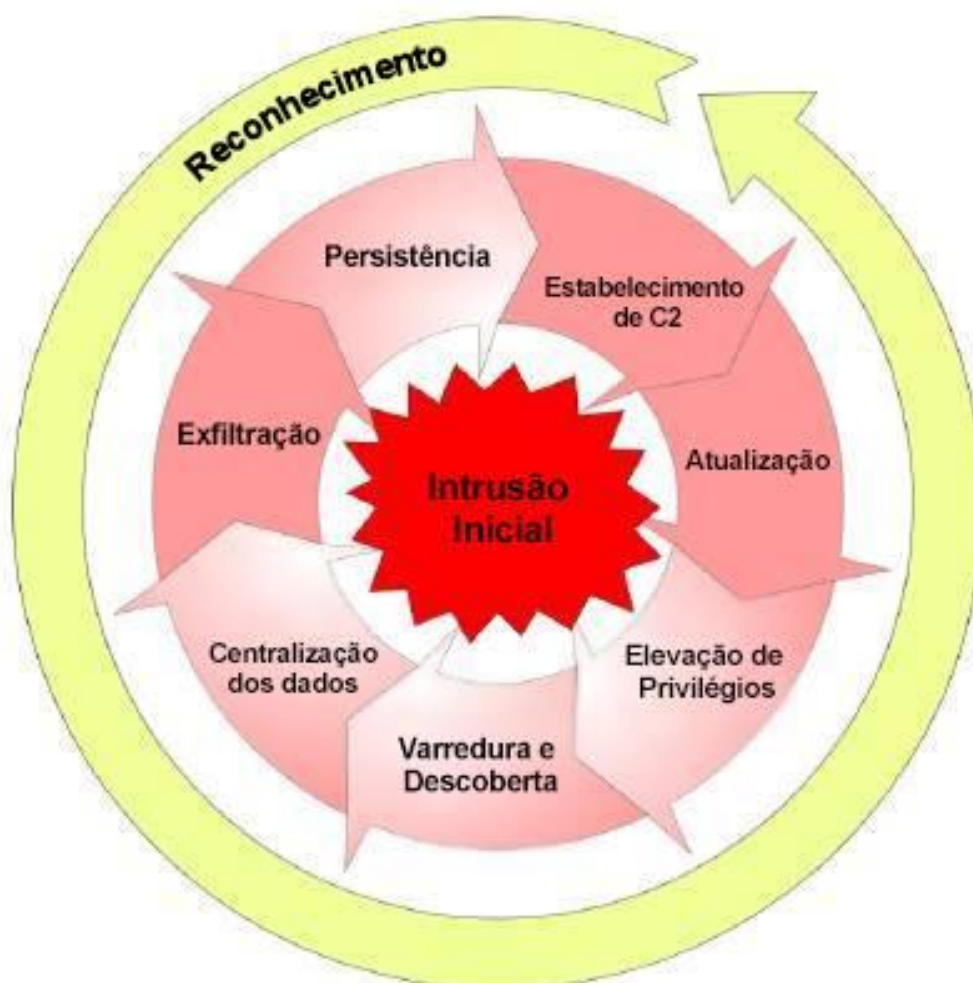 Reconhecimento
Persistência
Estabelecimento
de C2
Atualização
Elevação de
Privilégios
Varredura e
Descoberta
Centralização
dos dados
Exfiltração
Intrusão
Inicial